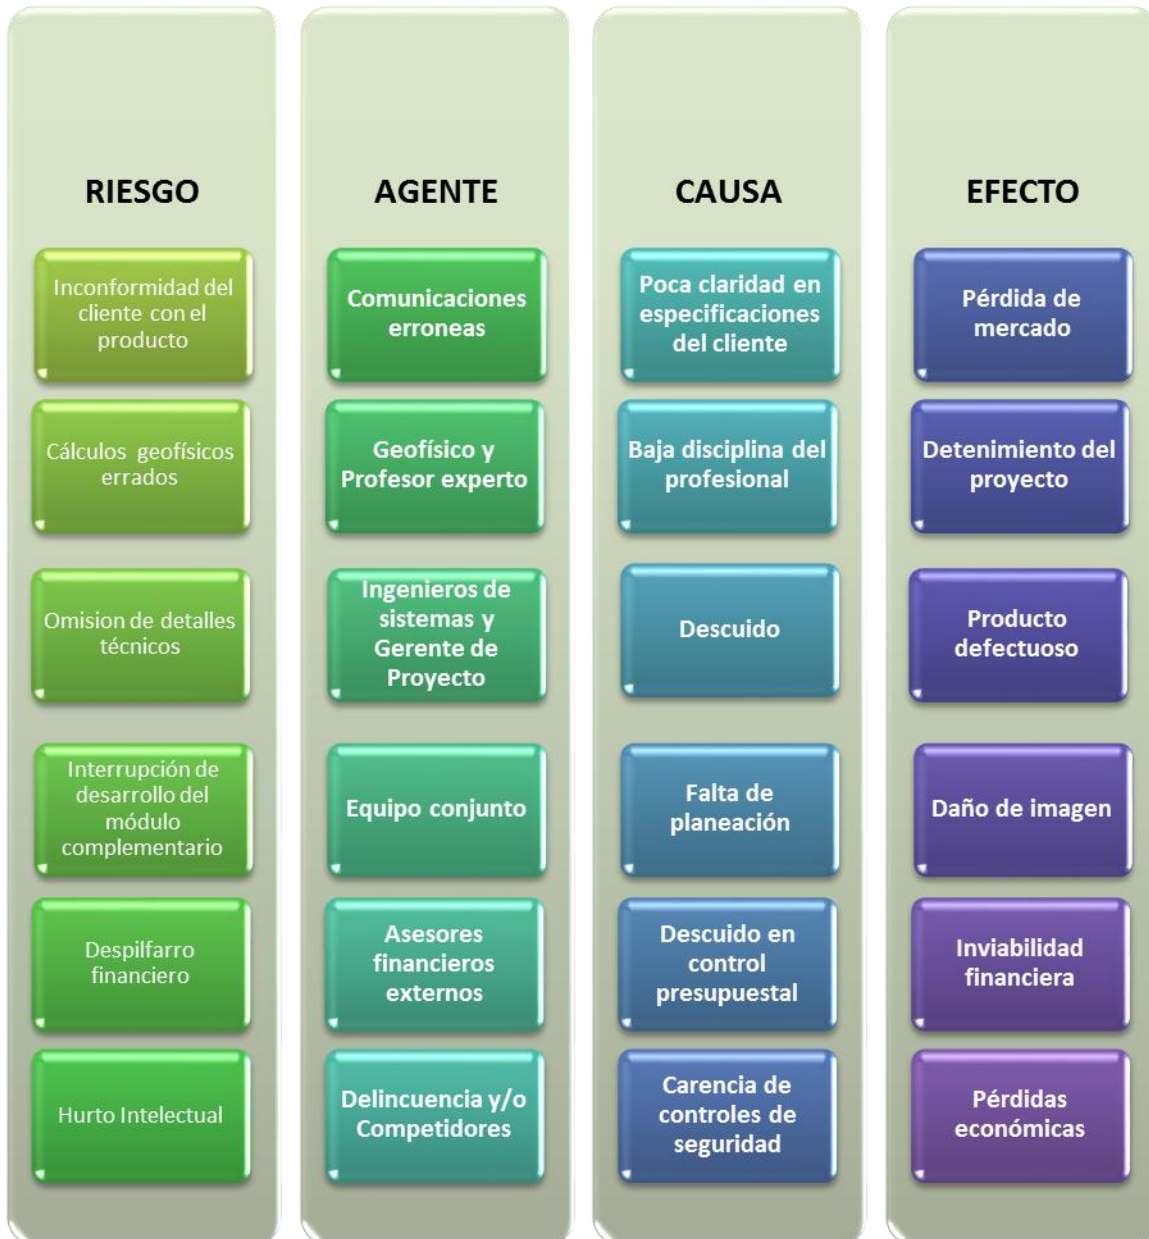 RIESGO
Inconformidad del
cliente con el
producto
Cálculos geofísicos
errados
Omision de detalles
técnicos
Interrupción de
desarrollo del
módulo
complementario
Despilfarro
financiero
Hurto Intelectual
AGENTE
Comunicaciones
erroneas
Geofísico y
Profesor experto
Ingenieros de
sistemas y
Gerente de
Proyecto
Equipo conjunto
Asesores
financieros
externos
Delincuencia y/o
Competidores
CAUSA
Poca claridad en
especificaciones
del cliente
Baja disciplina del
profesional
Descuido
Falta de
planeación
Descuido en
control
presupuestal
Carencia de
controles de
seguridad
EFECTO
Pérdida de
mercado
Detenimiento del
proyecto
Producto
defectuoso
Daño de imagen
Inviabilidad
financiera
Pérdidas
económicas